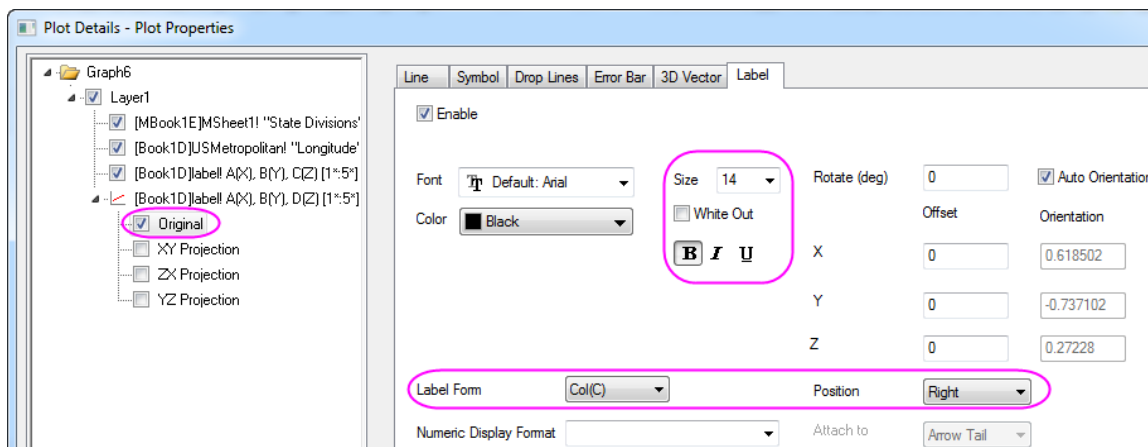 Plot Details - Plot Properties
Graph6
Layer1
[MBook1E]MSheet1! "State Divisions"
[Book1D]USMetropolitan! "Longitude"
[Book1D]label! A(X), B(Y), C(Z) [1*:5*]
[Book1D]label! A(X), B(Y), D(Z) [1*:5*]
Original
XY Projection
ZX Projection
YZ Projection
Line Symbol Drop Lines Error Bar 3D Vector Label
Enable
Font Default: Arial Size 14 Rotate (deg) 0 Auto Orientation
Color Black White Out Offset Orientation
B I U X 0 0.618502
Y 0 -0.737102
Z 0 0.27228
Label Form Col(C) Position Right
Numeric Display Format Attach to Arrow Tail